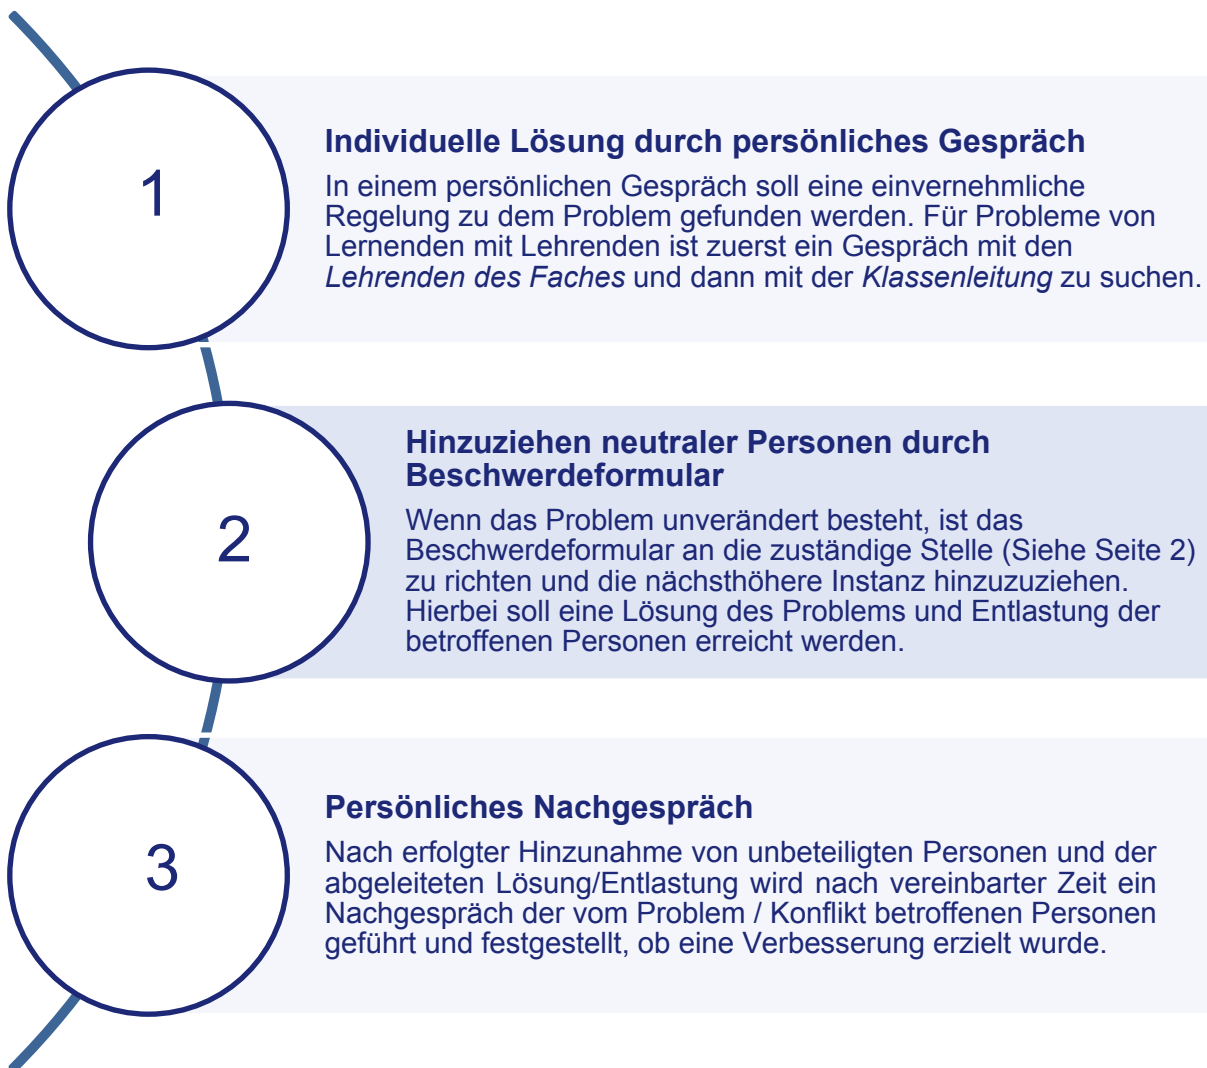 1
Individuelle Lösung durch persönliches Gespräch
In einem persönlichen Gespräch soll eine einvernehmliche
Regelung zu dem Problem gefunden werden. Für Probleme von
Lernenden mit Lehrenden ist zuerst ein Gespräch mit den
Lehrenden des Faches und dann mit der Klassenleitung zu suchen.
2
Hinzuziehen neutraler Personen durch
Beschwerdeformular
Wenn das Problem unverändert besteht, ist das
Beschwerdeformular an die zuständige Stelle (Siehe Seite 2)
zu richten und die nächsthöhere Instanz hinzuzuziehen.
Hierbei soll eine Lösung des Problems und Entlastung der
betroffenen Personen erreicht werden.
3
Persönliches Nachgespräch
Nach erfolgter Hinzunahme von unbeteiligten Personen und der
abgeleiteten Lösung/Entlastung wird nach vereinbarter Zeit ein
Nachgespräch der vom Problem / Konflikt betroffenen Personen
geführt und festgestellt, ob eine Verbesserung erzielt wurde.